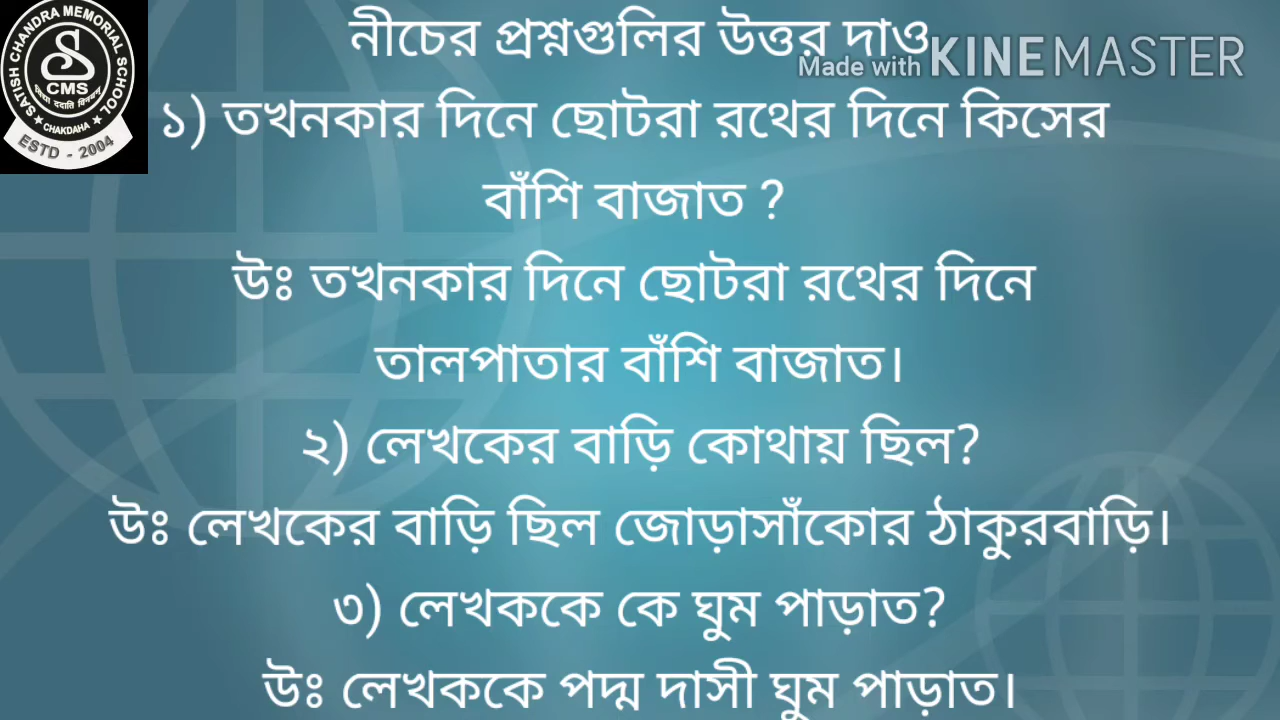 SATISH CHANDRA MEMORIAL SCHOOL
CMS
CHAKDAHA
ESTD - 2004
নীচের প্রশ্নগুলির উত্তর দাও
Made with KINEMASTER
১) তখনকার দিনে ছোটরা রথের দিনে কিসের
বাঁশি বাজাত ?
উঃ তখনকার দিনে ছোটরা রথের দিনে
তালপাতার বাঁশি বাজাত।
২) লেখকের বাড়ি কোথায় ছিল?
উঃ লেখকের বাড়ি ছিল জোড়াসাঁকোর ঠাকুরবাড়ি।
৩) লেখককে কে ঘুম পাড়াত?
উঃ লেখককে পদ্ম দাসী ঘুম পাড়াত।